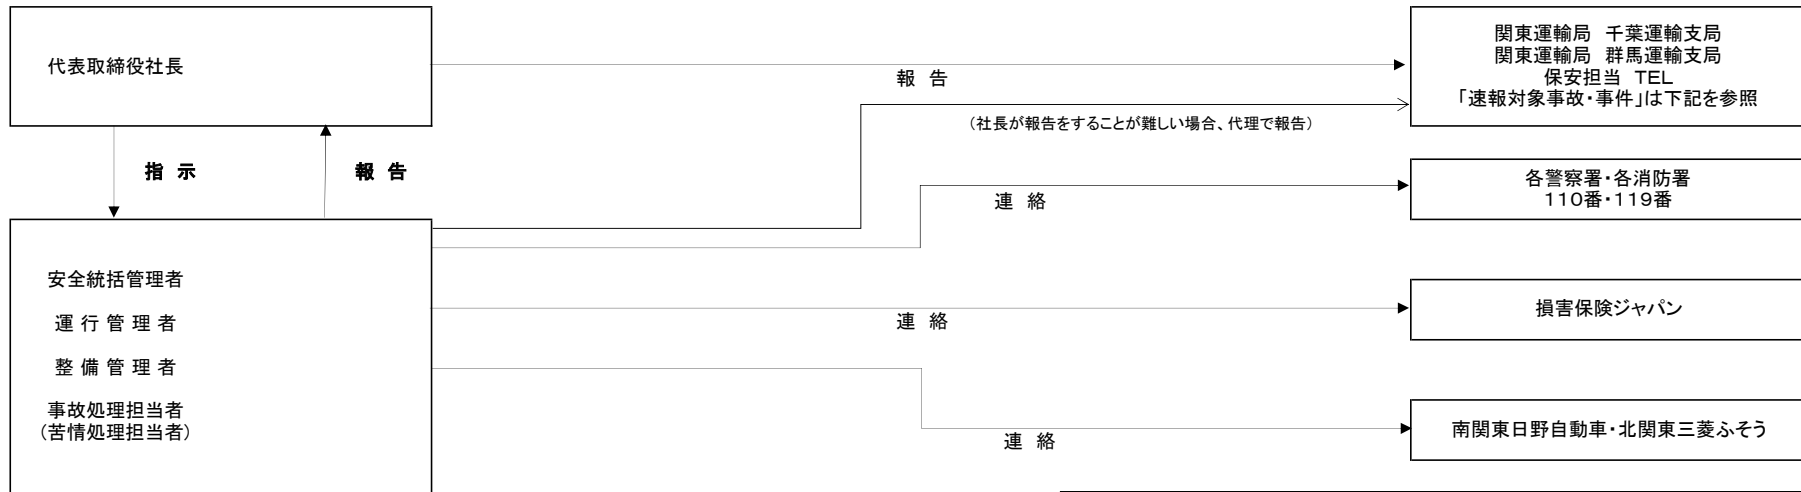 代表取締役社長
報 告
関東運輸局 千葉運輸支局
関東運輸局 群馬運輸支局
保安担当 TEL
「速報対象事故・事件」は下記を参照
(社長が報告をすることが難しい場合、代理で報告)
指 示
報 告
連 絡
各警察署・各消防署
110番・119番
安全統括管理者
運 行 管 理 者
整 備 管 理 者
事故処理担当者
(苦情処理担当者)
連 絡
損害保険ジャパン
連 絡
南関東日野自動車・北関東三菱ふそう